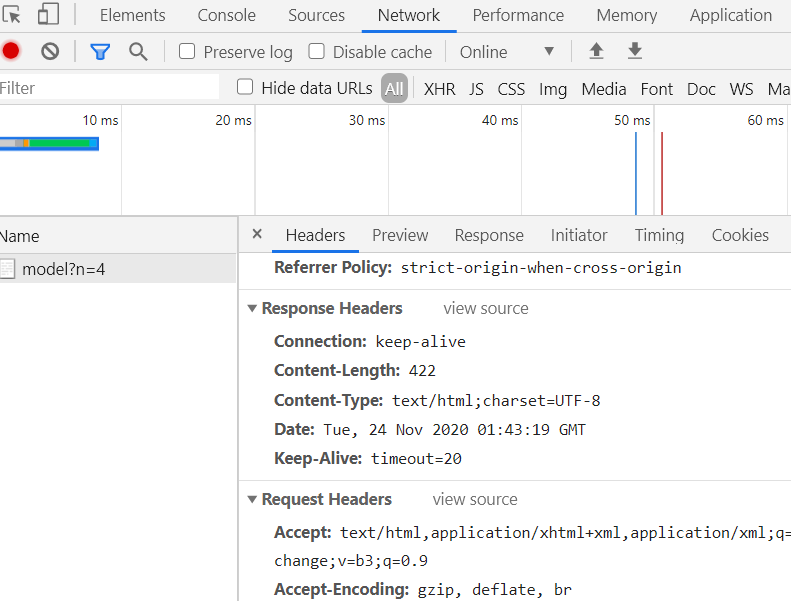 Elements Console Sources Network Performance Memory Application
Preserve log Disable cache Online
Filter Hide data URLs All XHR JS CSS Img Media Font Doc WS Ma
10 ms 20 ms 30 ms 40 ms 50 ms 60 ms
Name Headers Preview Response Initiator Timing Cookies
model?n=4
Referrer Policy: strict-origin-when-cross-origin
Response Headers view source
Connection: keep-alive
Content-Length: 422
Content-Type: text/html;charset=UTF-8
Date: Tue, 24 Nov 2020 01:43:19 GMT
Keep-Alive: timeout=20
Request Headers view source
Accept: text/html,application/xhtml+xml,application/xml;q=
change;v=b3;q=0.9
Accept-Encoding: gzip, deflate, br